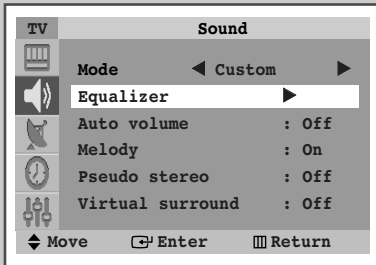 TV Sound
Mode Custom
Equalizer
Auto volume : Off
Melody : On
Pseudo stereo : Off
Virtual surround : Off
Move Enter Return